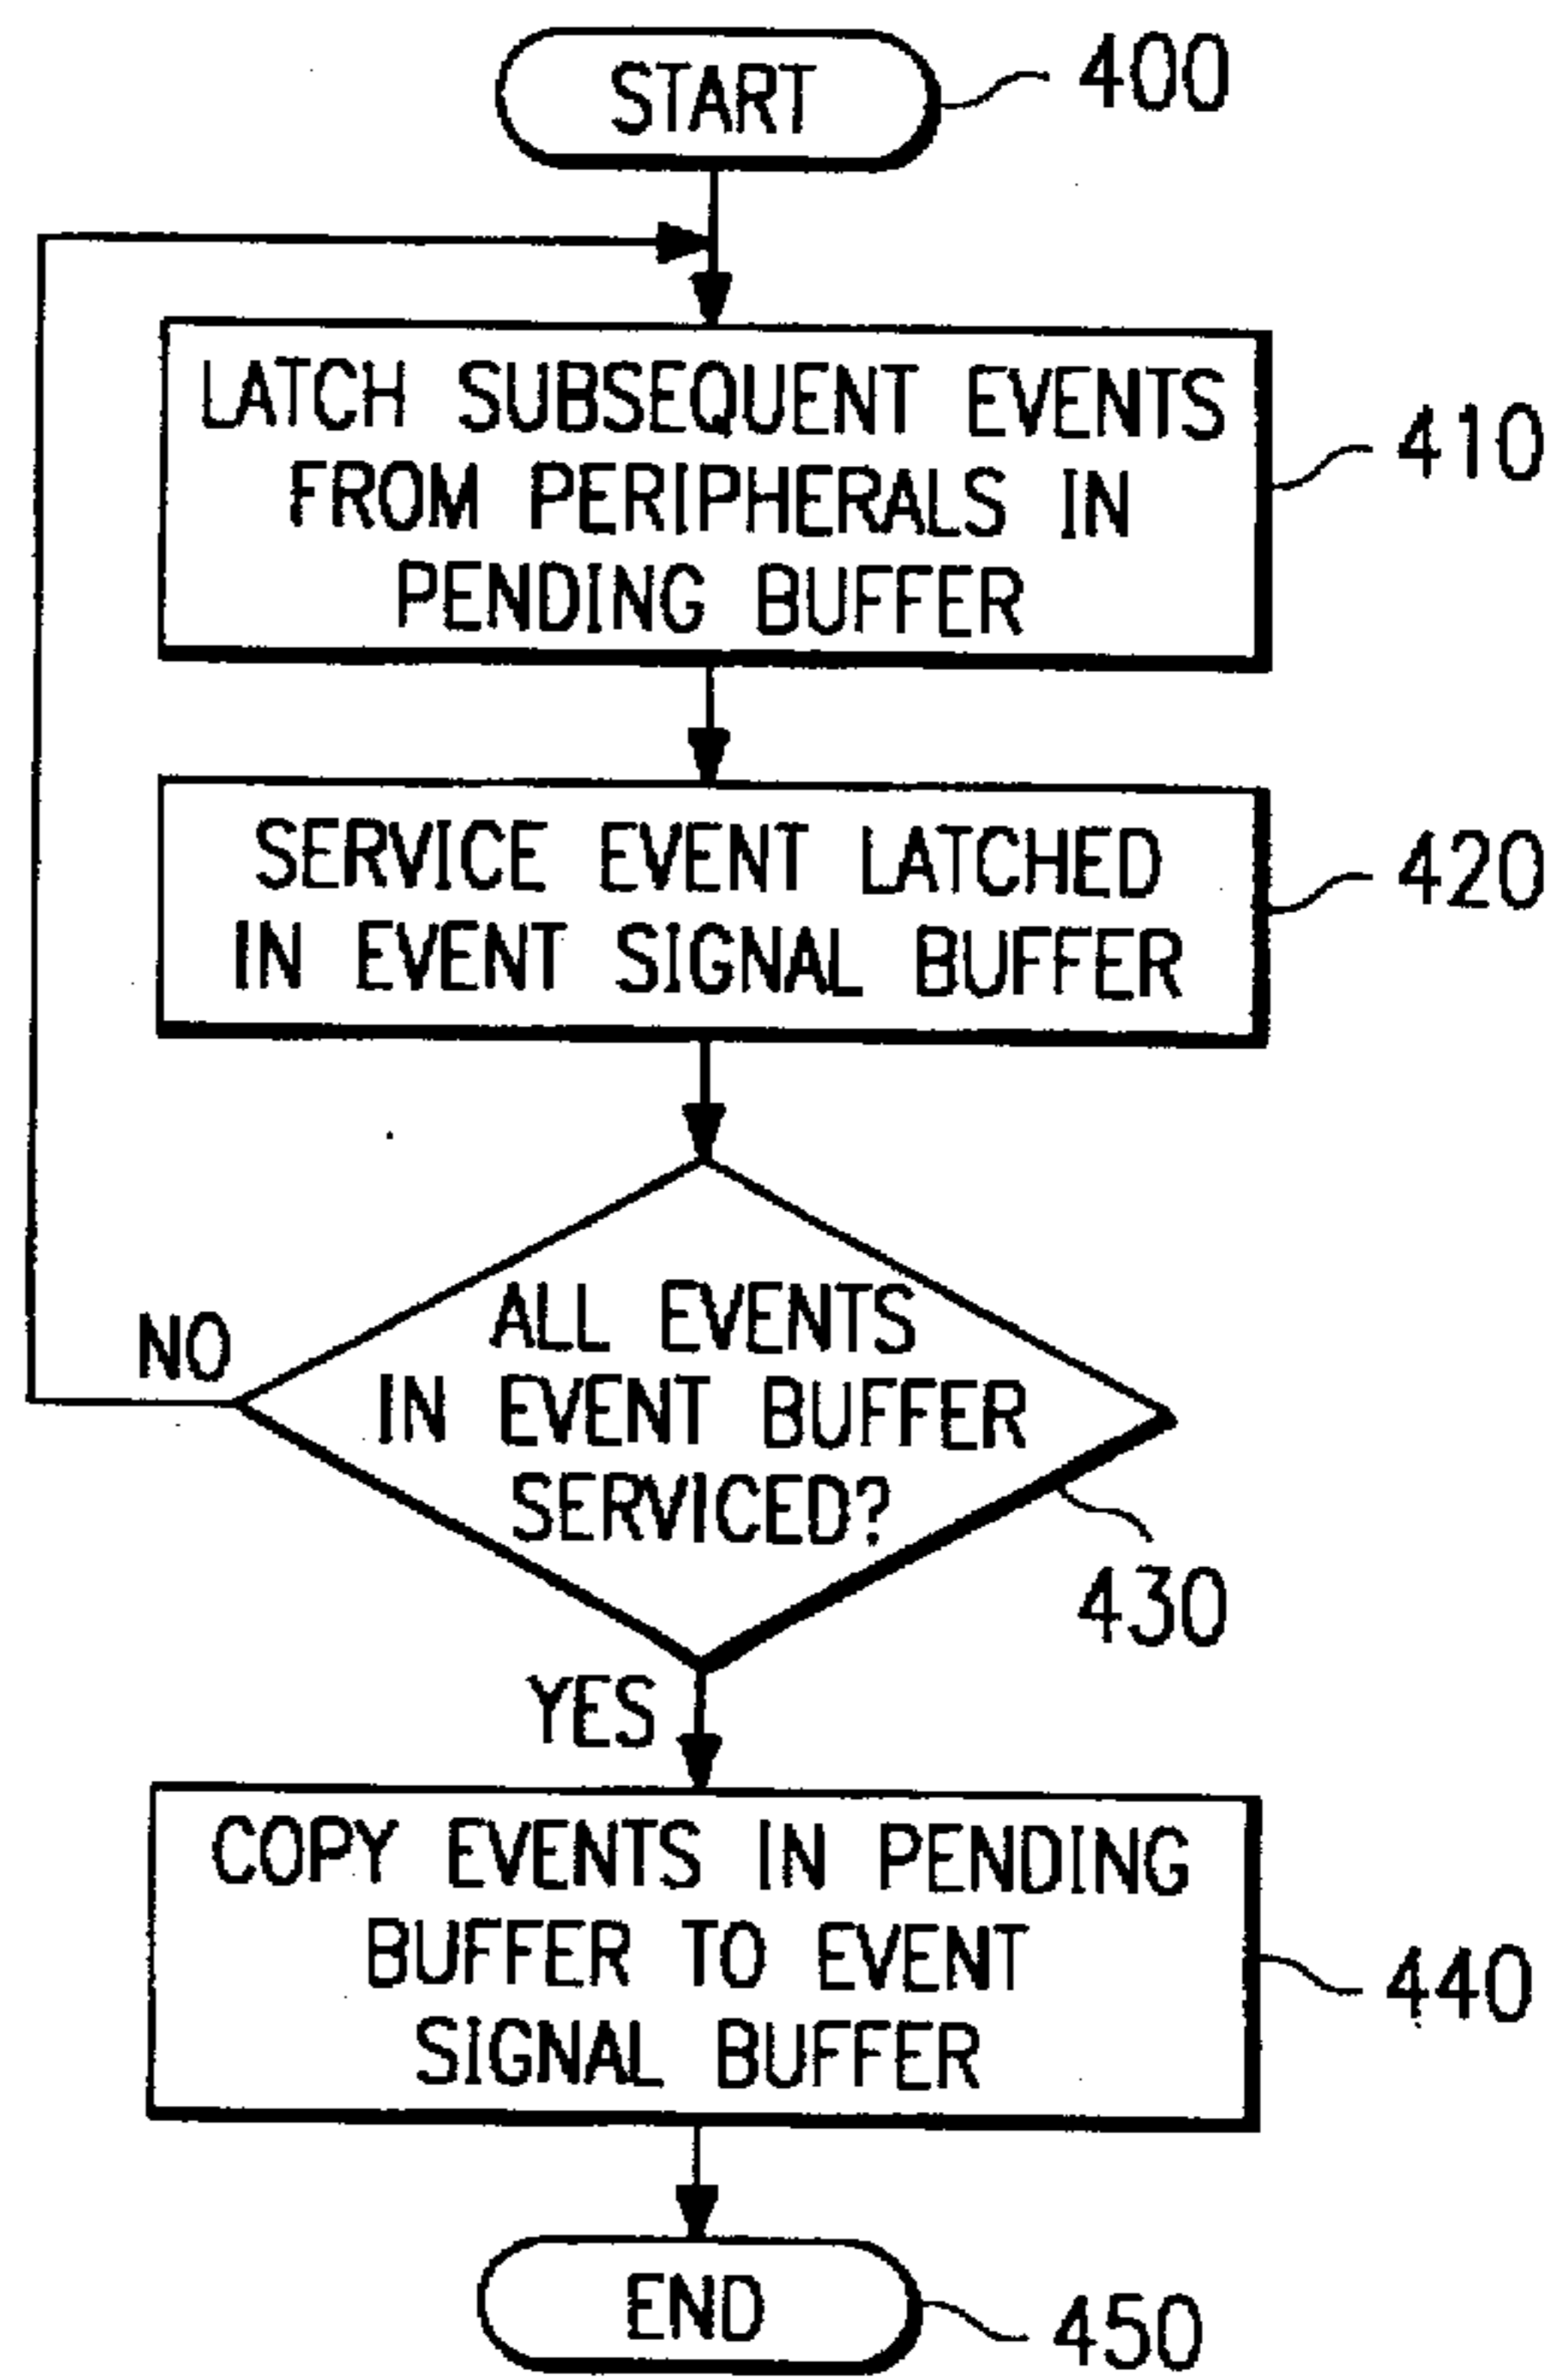 START
400
LATCH SUBSEQUENT EVENTS
FROM PERIPHERALS IN
PENDING BUFFER
410
SERVICE EVENT LATCHED
IN EVENT SIGNAL BUFFER
420
ALL EVENTS
IN EVENT BUFFER
SERVICED?
NO
430
YES
COPY EVENTS IN PENDING
BUFFER TO EVENT
SIGNAL BUFFER
440
END
450